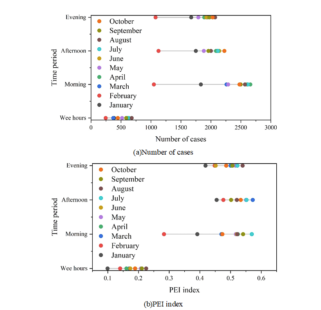 Evening
Afternoon
Morning
Wee hours
Time period
October
September
August
July
June
May
April
March
February
January
0 500 1000 1500 2000 2500 3000
Number of cases
(a)Number of cases
Evening
Afternoon
Morning
Wee hours
Time period
October
September
August
July
June
May
April
March
February
January
0.1 0.2 0.3 0.4 0.5 0.6
PEI index
(b)PEI index